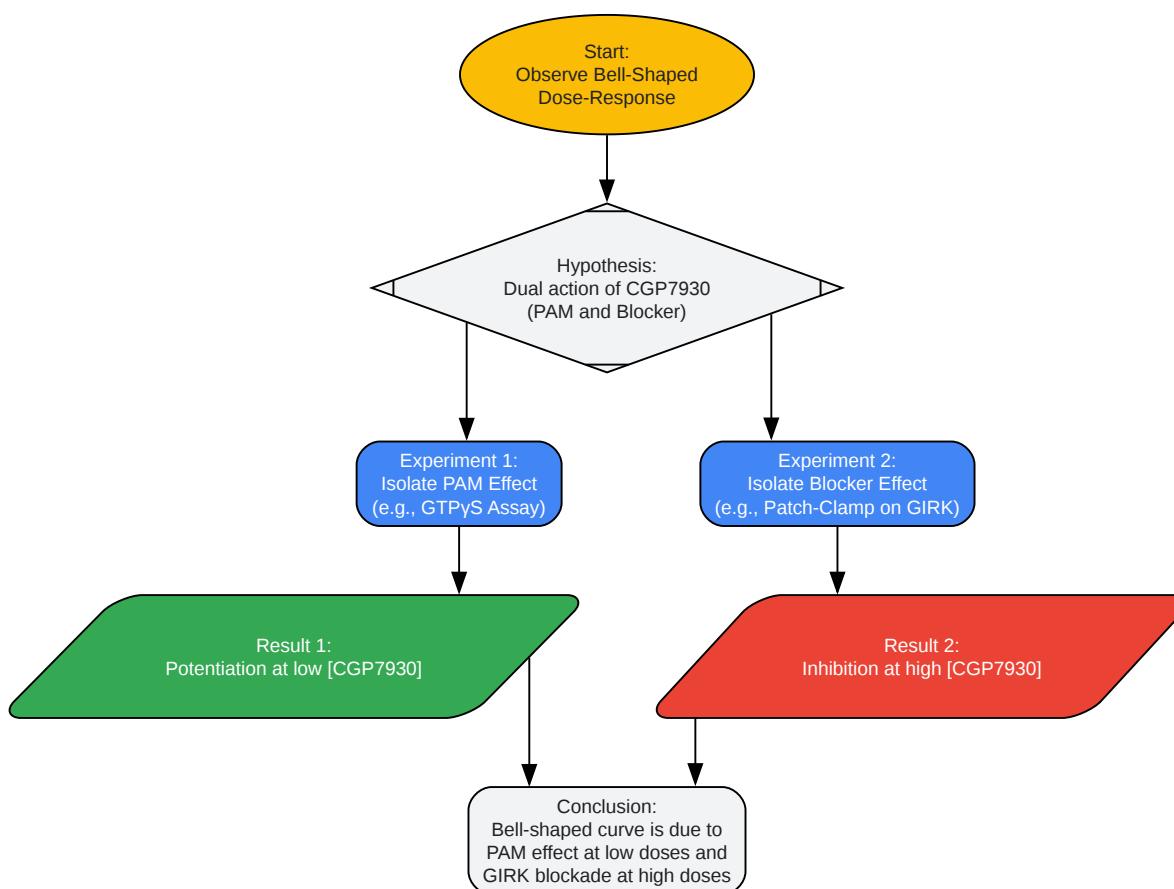 Start:
Observe Bell-Shaped
Dose-Response
Hypothesis:
Dual action of CGP7930
(PAM and Blocker)
Experiment 1:
Isolate PAM Effect
(e.g., GTPγS Assay)
Experiment 2:
Isolate Blocker Effect
(e.g., Patch-Clamp on GIRK)
Result 1:
Potentiation at low [CGP7930]
Result 2:
Inhibition at high [CGP7930]
Conclusion:
Bell-shaped curve is due to
PAM effect at low doses and
GIRK blockade at high doses